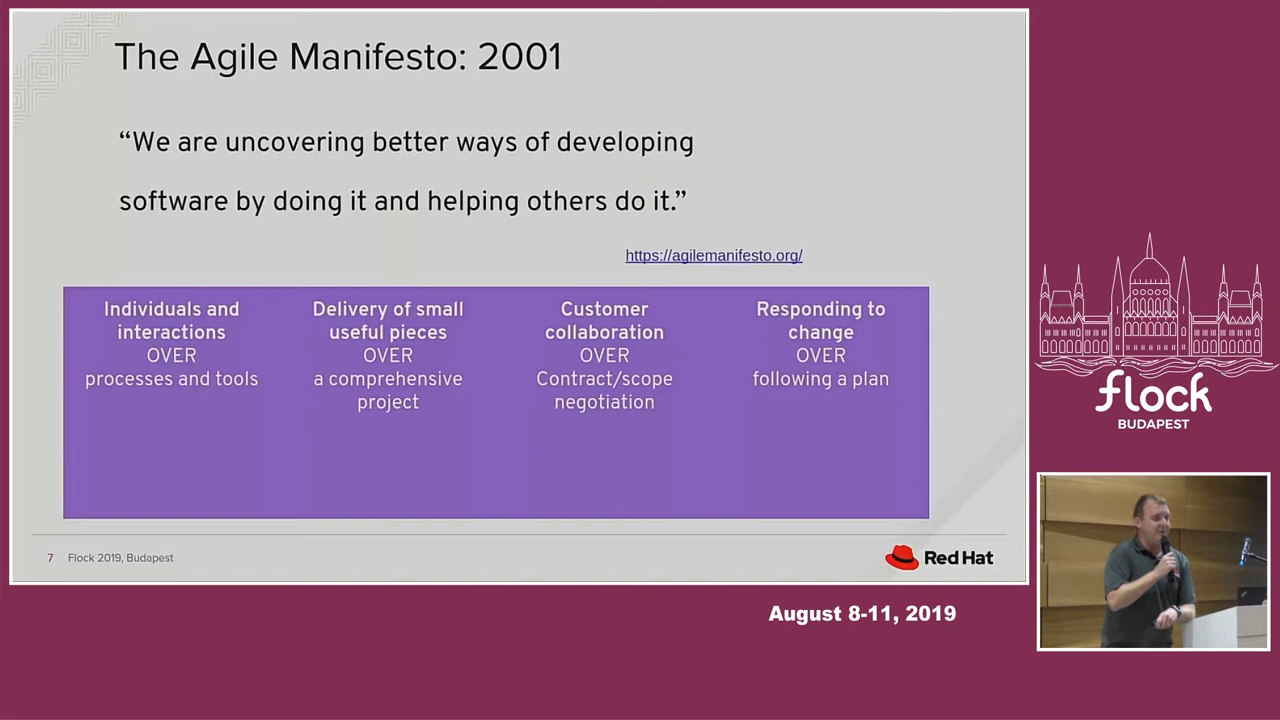 The Agile Manifesto: 2001
“We are uncovering better ways of developing
software by doing it and helping others do it.”
https://agilemanifesto.org/
Individuals and
interactions
OVER
processes and tools
Delivery of small
useful pieces
OVER
a comprehensive
project
Customer
collaboration
OVER
Contract/scope
negotiation
Responding to
change
OVER
following a plan
7 Flock 2019, Budapest
Red Hat
flock
BUDAPEST
August 8-11, 2019